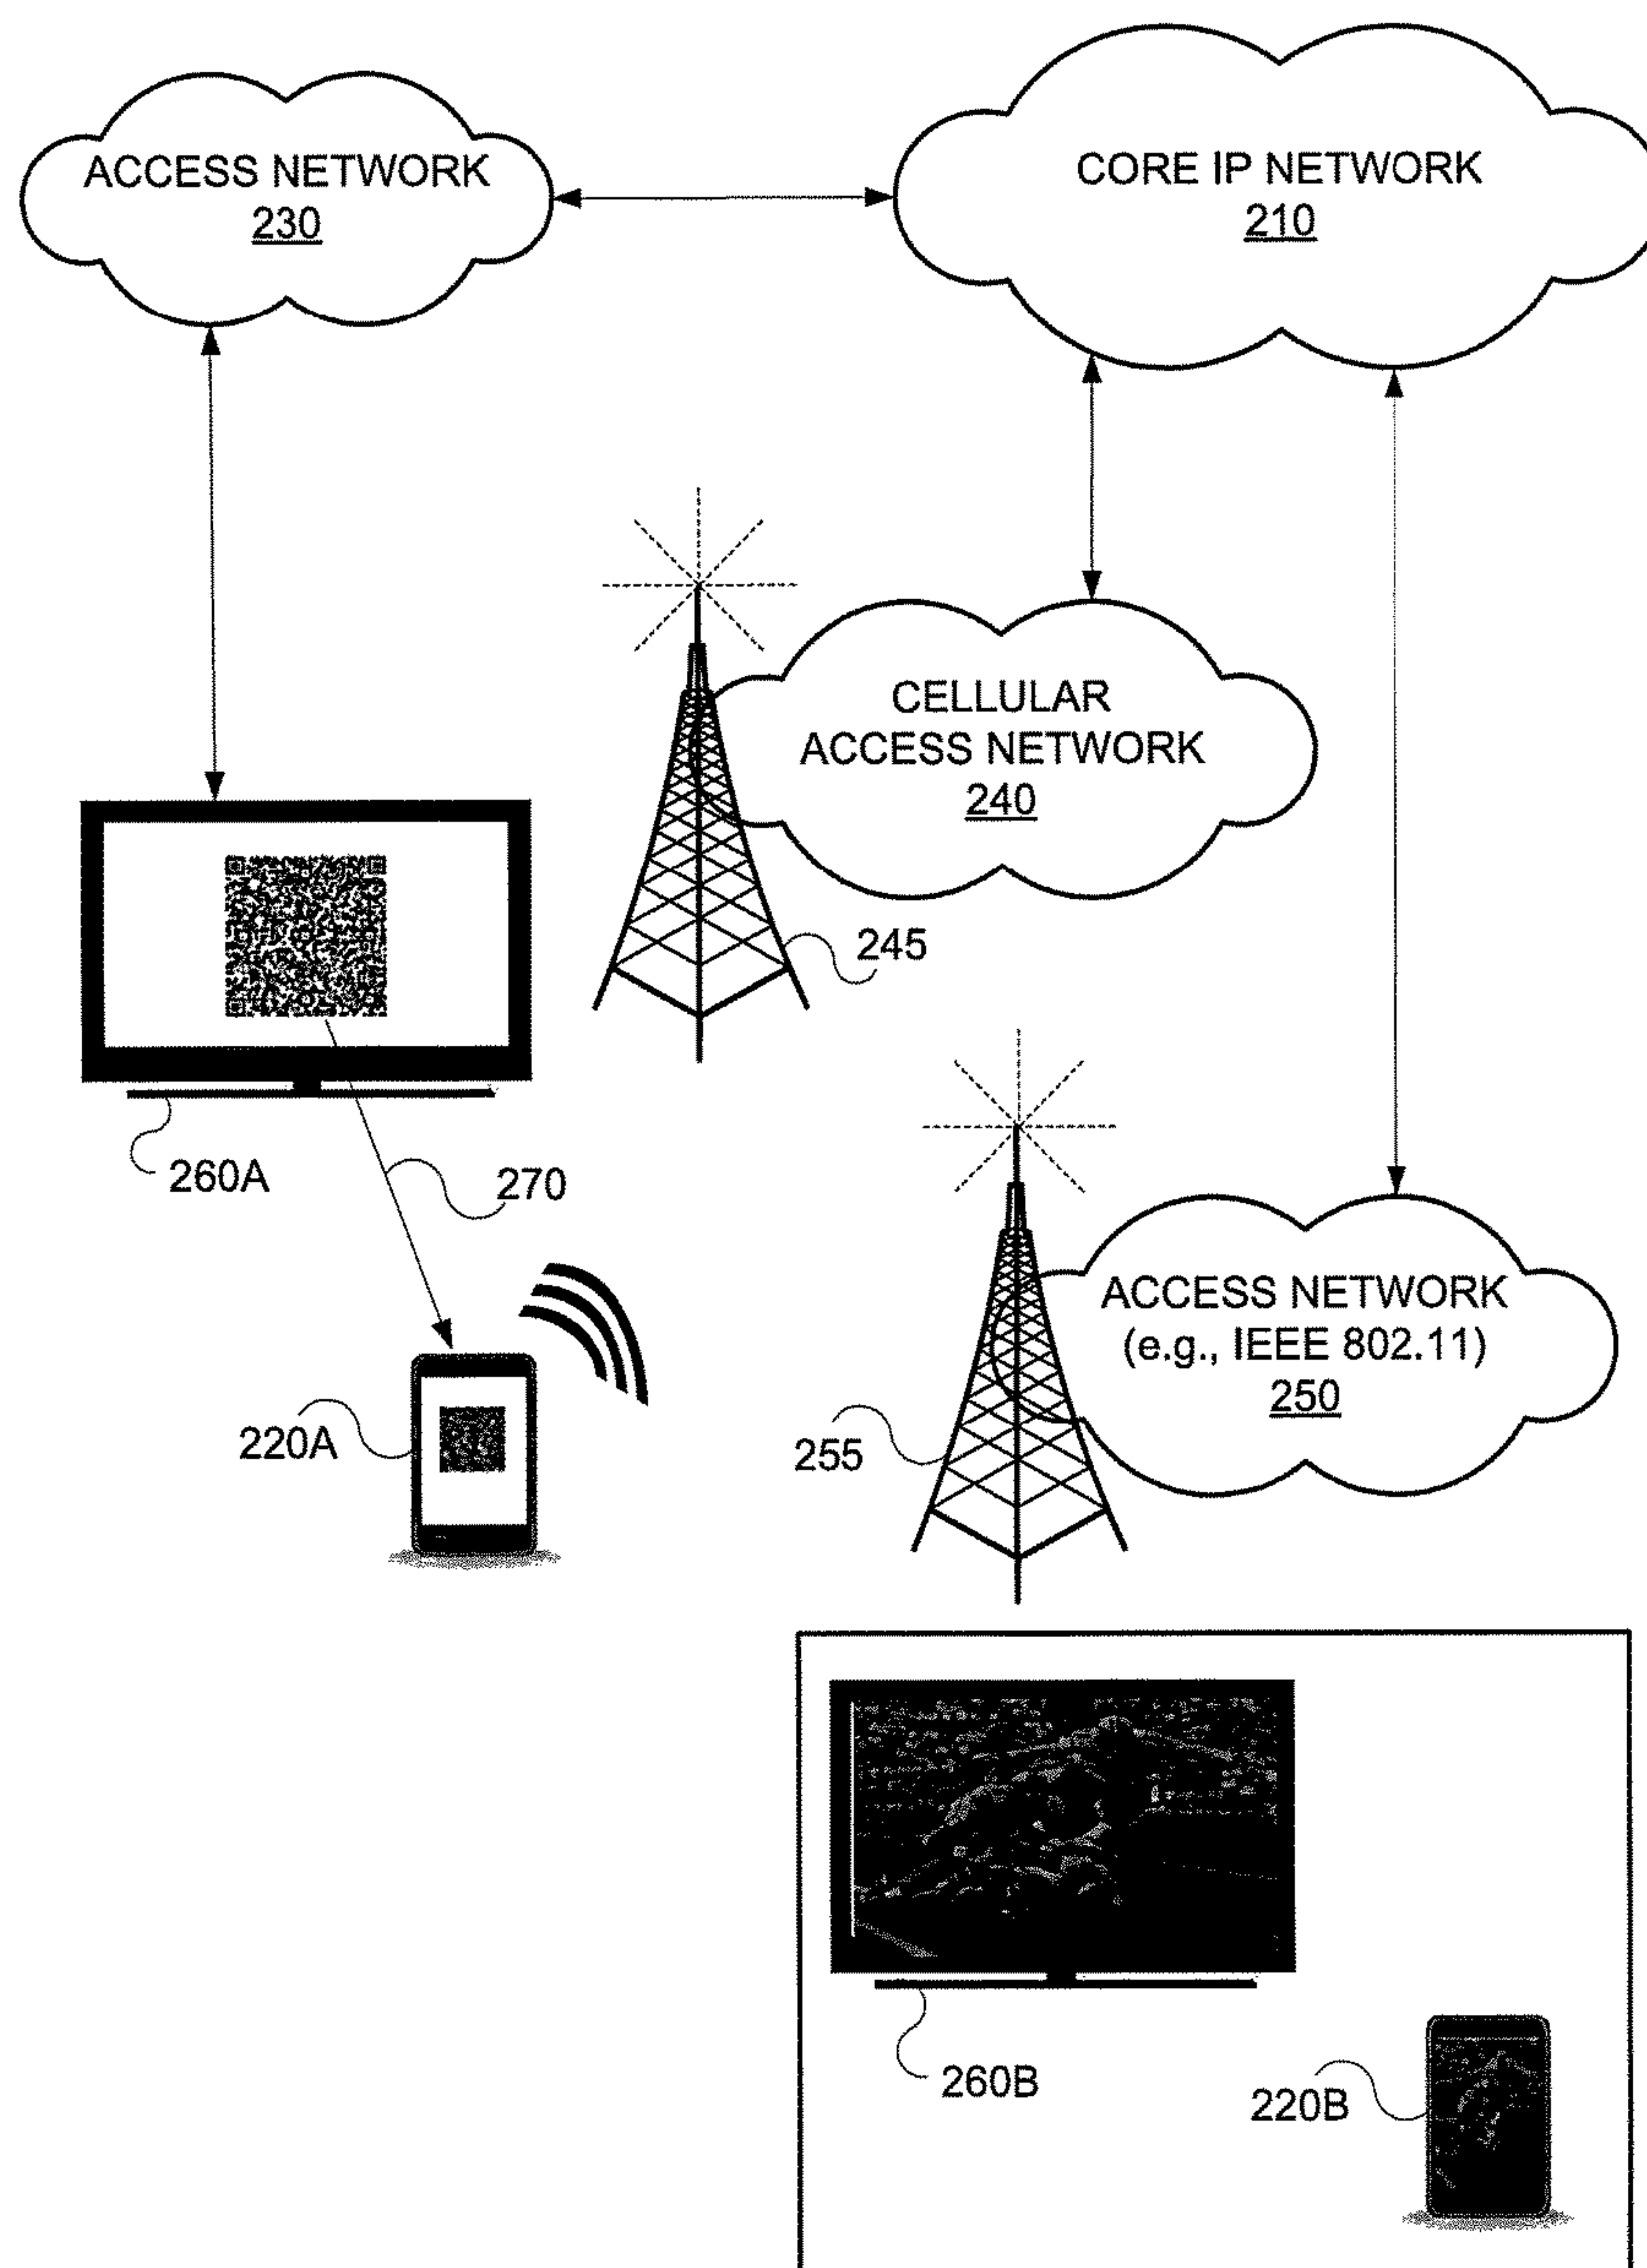 ACCESS NETWORK
230
CORE IP NETWORK
210
CELLULAR
ACCESS NETWORK
240
245
260A
270
ACCESS NETWORK
(e.g., IEEE 802.11)
250
220A
255
260B
220B